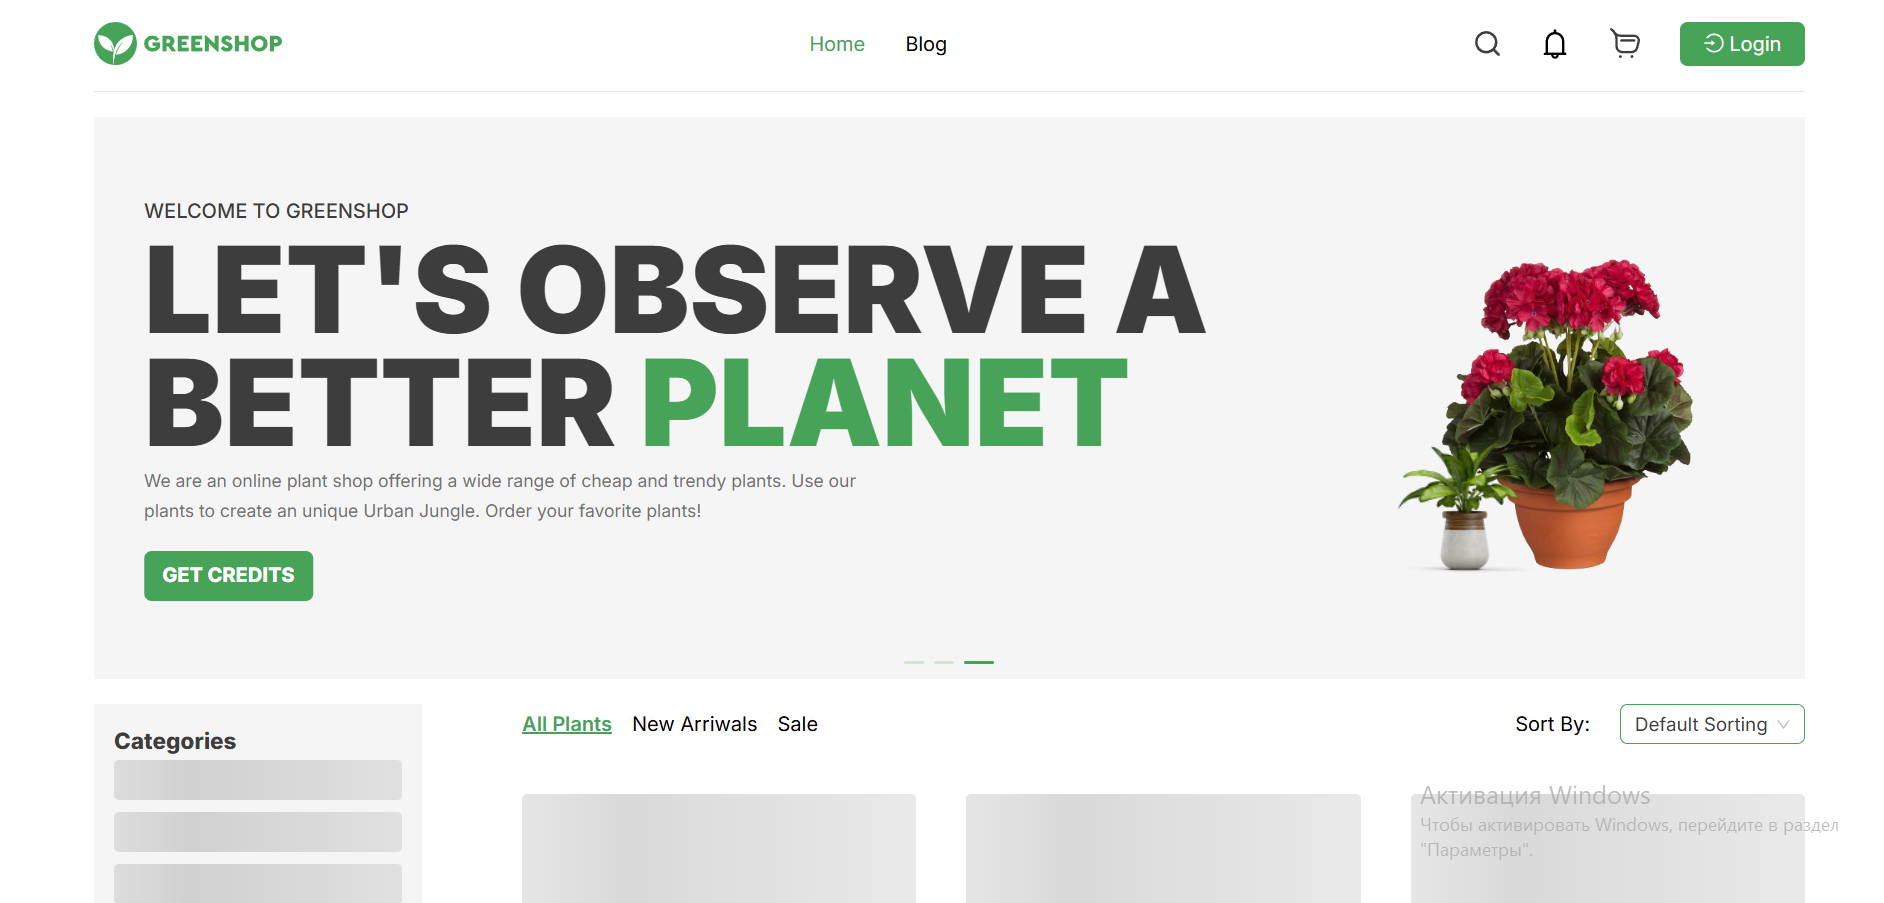 GREENSHOP
Home
Blog
Login
WELCOME TO GREENSHOP
LET'S OBSERVE A
BETTER PLANET
We are an online plant shop offering a wide range of cheap and trendy plants. Use our
plants to create an unique Urban Jungle. Order your favorite plants!
GET CREDITS
Categories
All Plants
New Arriwals
Sale
Sort By:
Default Sorting
Активация Windows
Чтобы активировать Windows, перейдите в раздел
"Параметры".